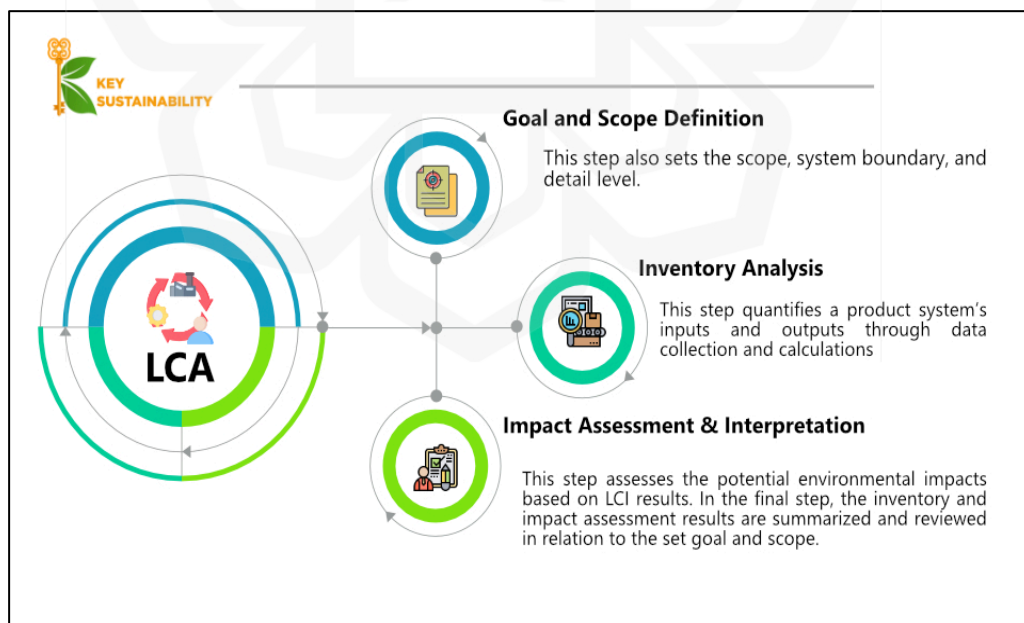 KEY
SUSTAINABILITY
Goal and Scope Definition
This step also sets the scope, system boundary, and
detail level.
LCA
Inventory Analysis
This step quantifies a product system's
inputs and outputs through data
collection and calculations
Impact Assessment & Interpretation
This step assesses the potential environmental impacts
based on LCI results. In the final step, the inventory and
impact assessment results are summarized and reviewed
in relation to the set goal and scope.